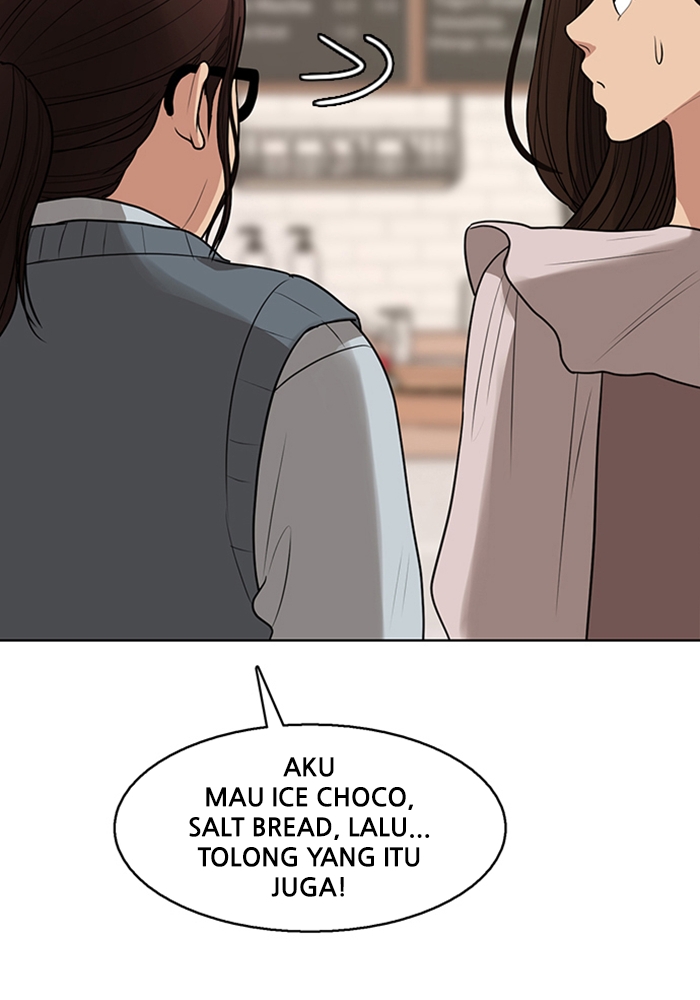 AKU
MAU ICE CHOCO,
SALT BREAD, LALU...
TOLONG YANG ITU
JUGA!